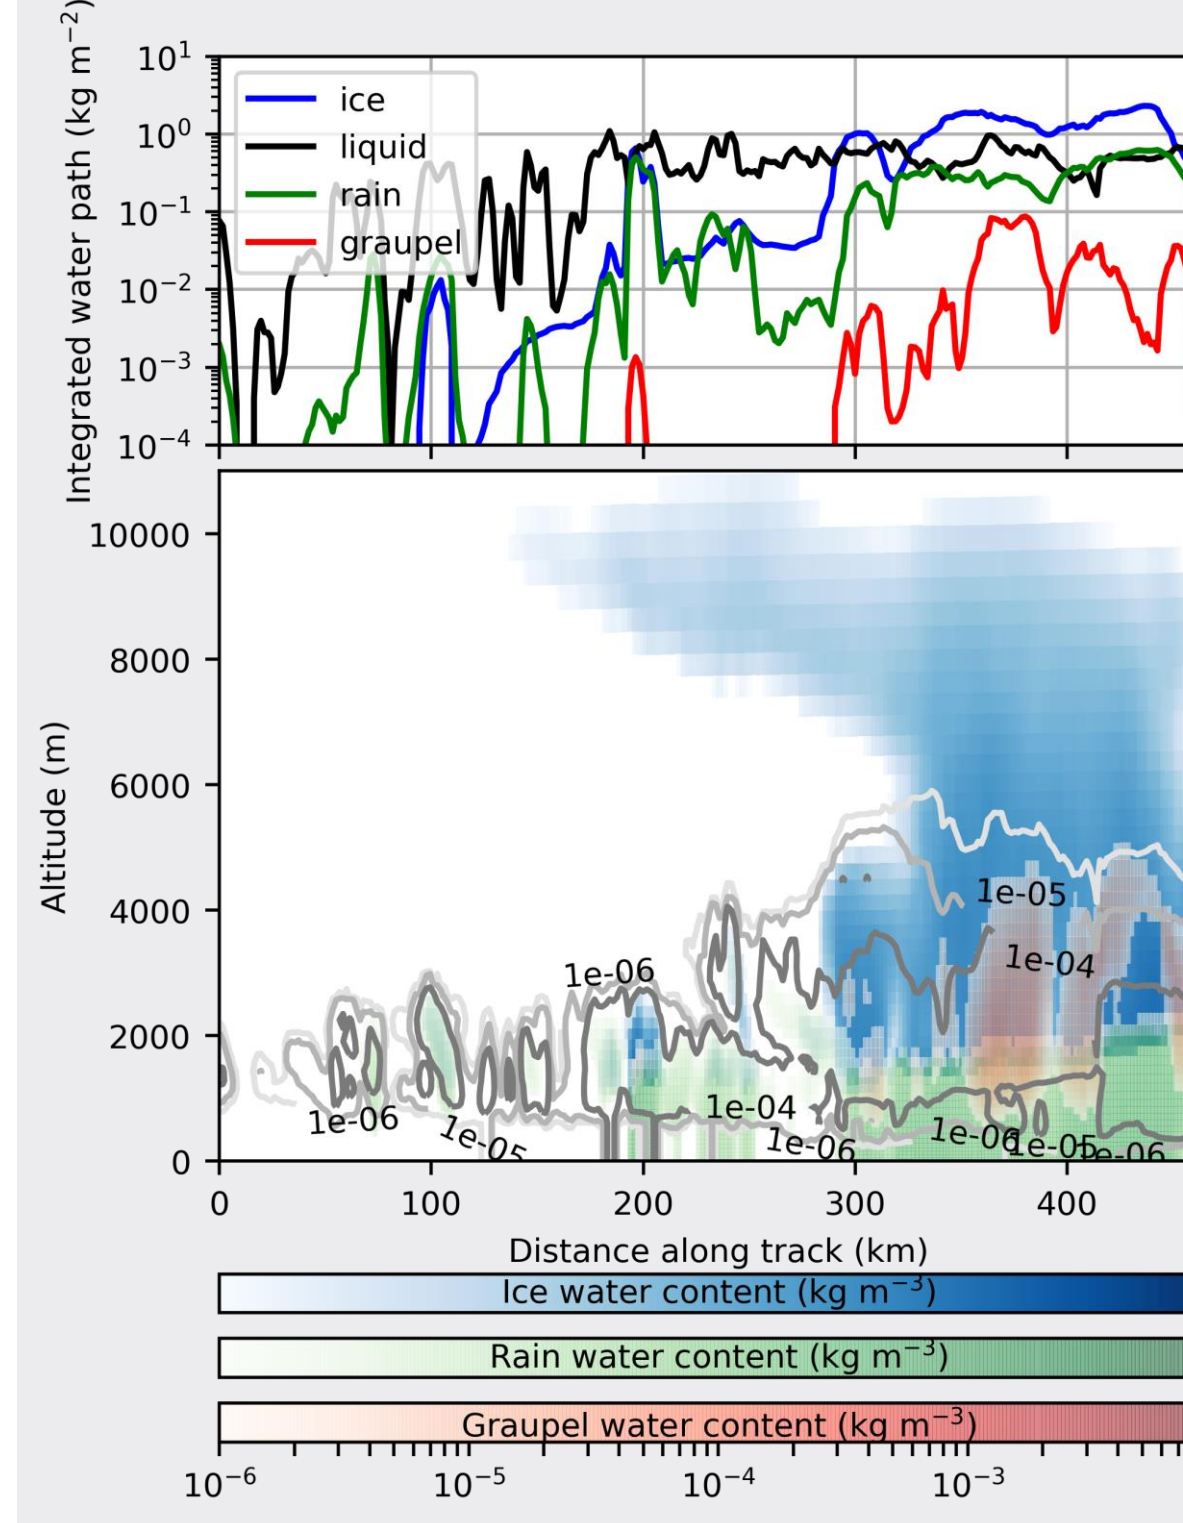 Integrated water path (kg m⁻²)
10¹
10⁰
10⁻¹
10⁻²
10⁻³
10⁻⁴
ice
liquid
rain
graupel
Altitude (m)
10000
8000
6000
4000
2000
0
1e-05
1e-04
1e-06
1e-06
1e-05
1e-04
1e-06
1e-06
1e-05
1e-06
0 100 200 300 400
Distance along track (km)
Ice water content (kg m⁻³)
Rain water content (kg m⁻³)
Graupel water content (kg m⁻³)
10⁻⁶ 10⁻⁵ 10⁻⁴ 10⁻³